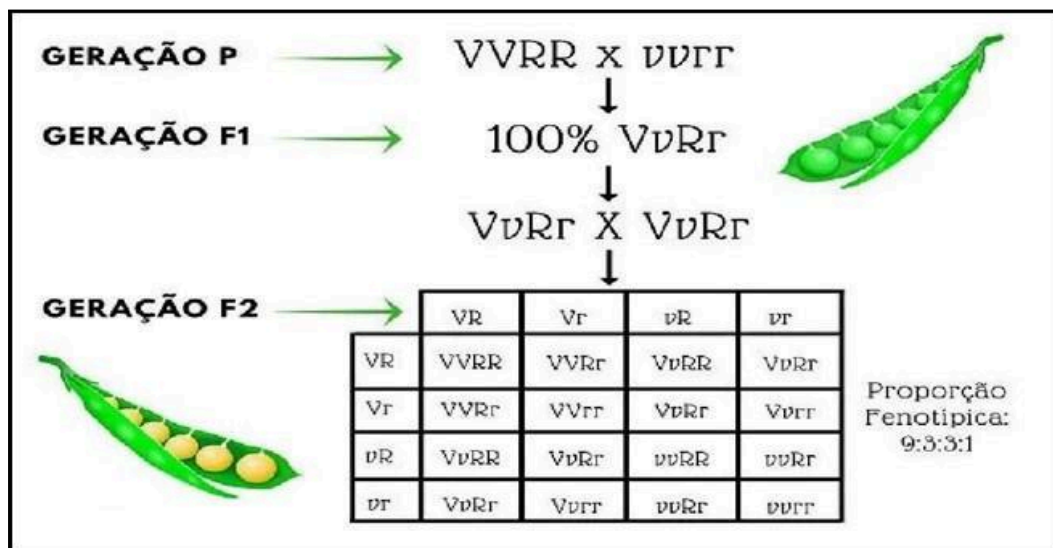 GERAÇÃO P VVRR x vvrr
GERAÇÃO F1 100% VvRr
VvRr X VvRr
GERAÇÃO F2
VR Vr vR vr
VR VVRR VVRr VvRR VvRr
Vr VVRr VVrr VvRr Vvrr
vR VvRR VvRr vvRR vvRr
vr VvRr Vvrr vvRr vvrr
Proporção
Fenotípica:
9:3:3:1